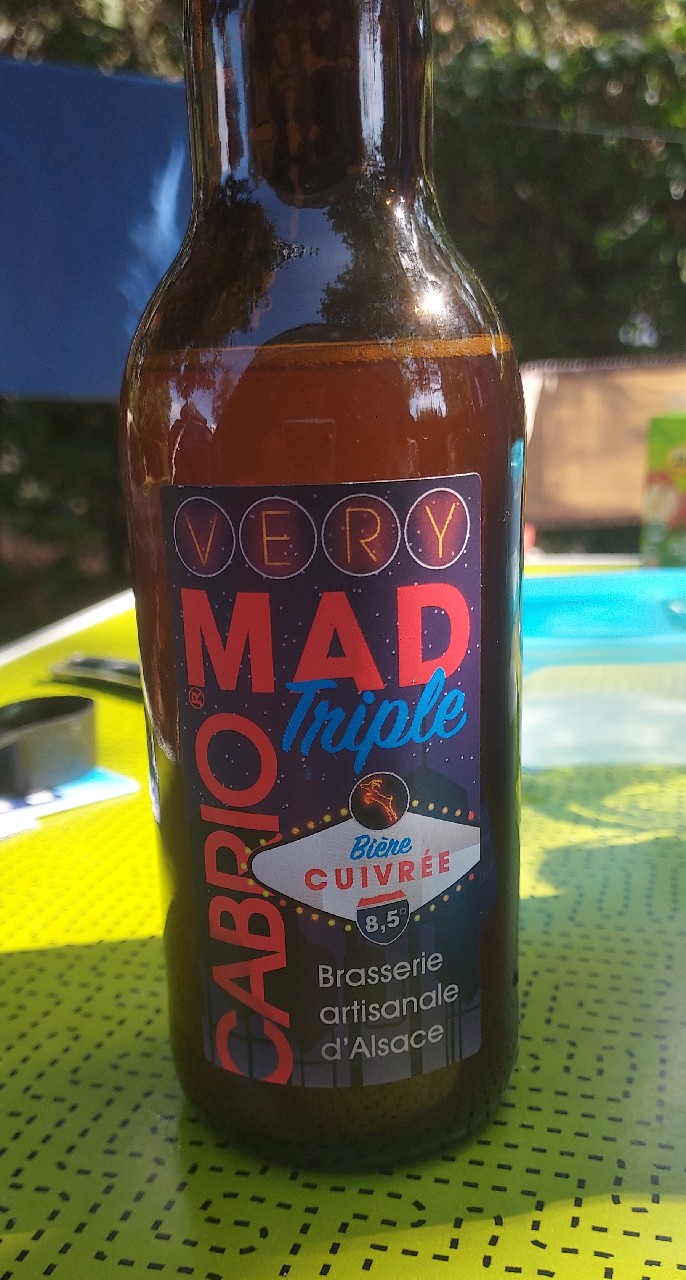 VERY
MAD
Triple
CABRIO®
Bière
CUIVRÉE
8,5°
Brasserie
artisanale
d'Alsace